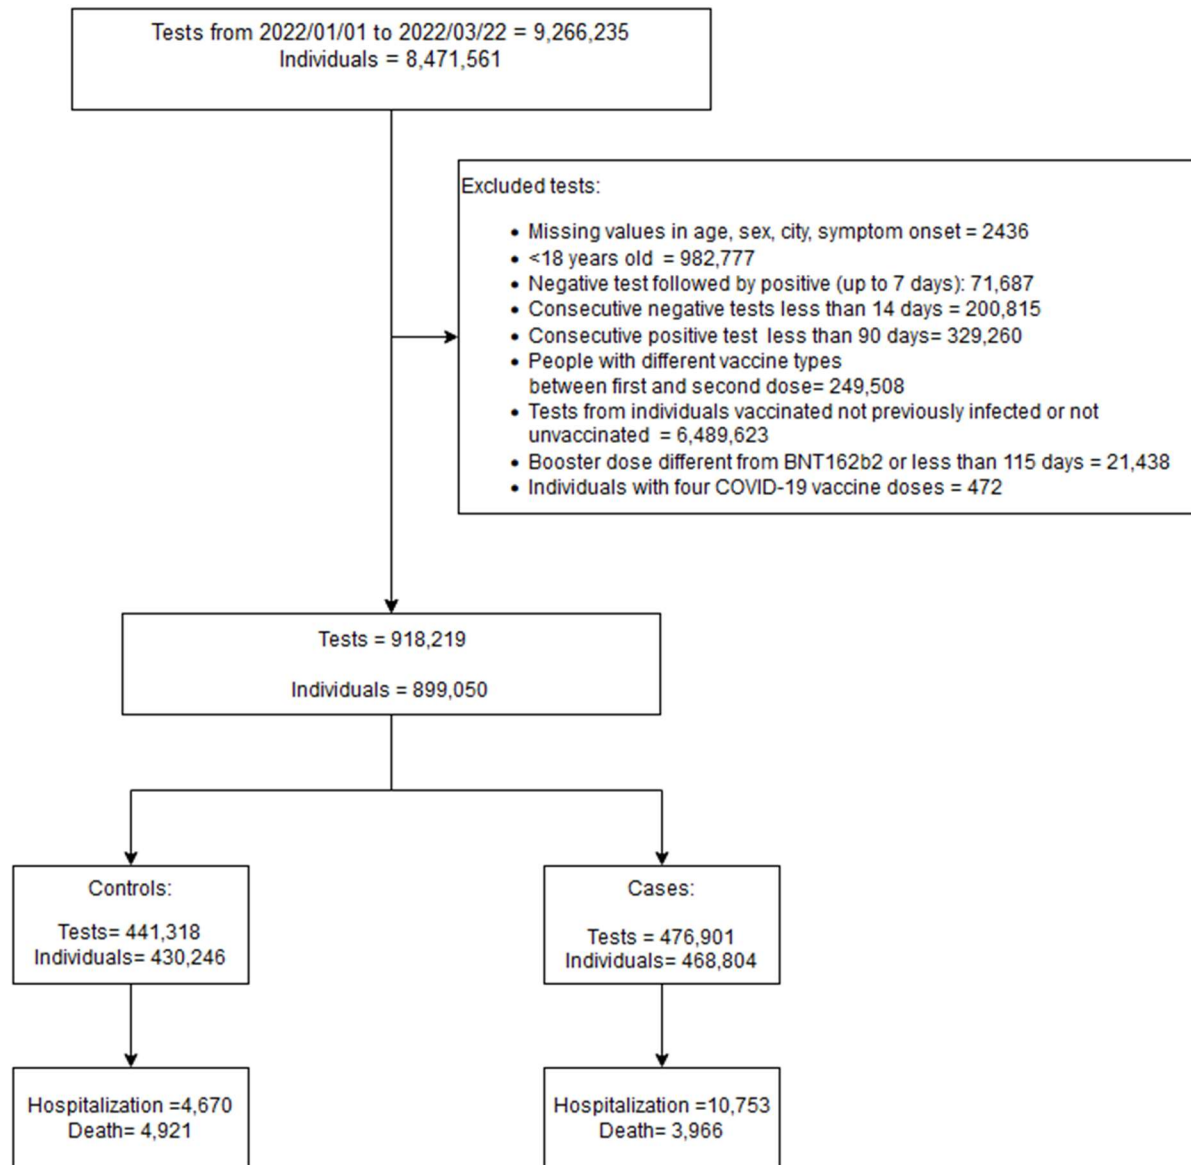 Tests from 2022/01/01 to 2022/03/22 = 9,266,235
Individuals = 8,471,561
Excluded tests:
• Missing values in age, sex, city, symptom onset = 2436
• <18 years old = 982,777
• Negative test followed by positive (up to 7 days): 71,687
• Consecutive negative tests less than 14 days = 200,815
• Consecutive positive test less than 90 days= 329,260
• People with different vaccine types
between first and second dose= 249,508
• Tests from individuals vaccinated not previously infected or not
unvaccinated = 6,489,623
• Booster dose different from BNT162b2 or less than 115 days = 21,438
• Individuals with four COVID-19 vaccine doses = 472
Tests = 918,219
Individuals = 899,050
Controls:
Tests= 441,318
Individuals= 430,246
Cases:
Tests = 476,901
Individuals= 468,804
Hospitalization =4,670
Death= 4,921
Hospitalization =10,753
Death= 3,966